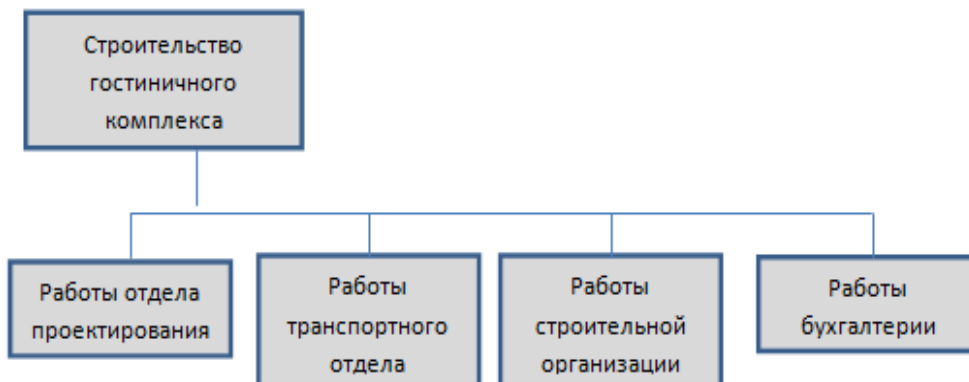 Строительство
гостиничного
комплекса
Работы отдела
проектирования
Работы
транспортного
отдела
Работы
строительной
организации
Работы
бухгалтерии